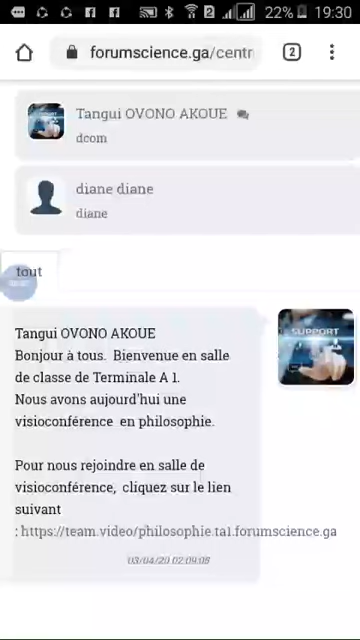 22% 19:30
forumscience.ga/centr
2
Tangui OVONO AKOUE
dcom
diane diane
diane
tout
SUPPORT
Tangui OVONO AKOUE
Bonjour à tous. Bienvenue en salle
de classe de Terminale A 1.
Nous avons aujourd'hui une
visioconférence en philosophie.
Pour nous rejoindre en salle de
visioconférence, cliquez sur le lien
suivant
: https://team.video/philosophie.ta1.forumscience.ga
03/04/20 02:09:08